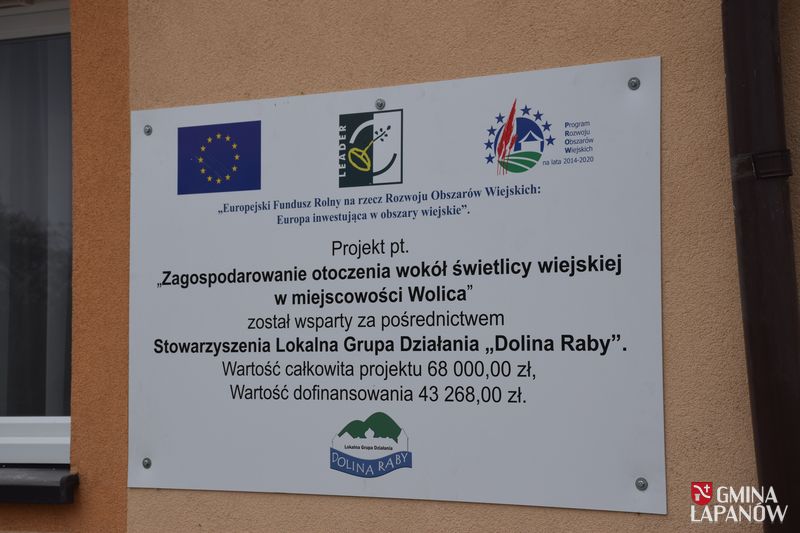 LEADER
Program
Rozwoju
Obszarów
Wiejskich
na lata 2014-2020
„Europejski Fundusz Rolny na rzecz Rozwoju Obszarów Wiejskich:
Europa inwestująca w obszary wiejskie”.
Projekt pt.
„Zagospodarowanie otoczenia wokół świetlicy wiejskiej
w miejscowości Wolica”
został wsparty za pośrednictwem
Stowarzyszenia Lokalna Grupa Działania „Dolina Raby”.
Wartość całkowita projektu 68 000,00 zł,
Wartość dofinansowania 43 268,00 zł.
Lokalna Grupa Działania
DOLINA RABY
GMINA
ŁAPANÓW